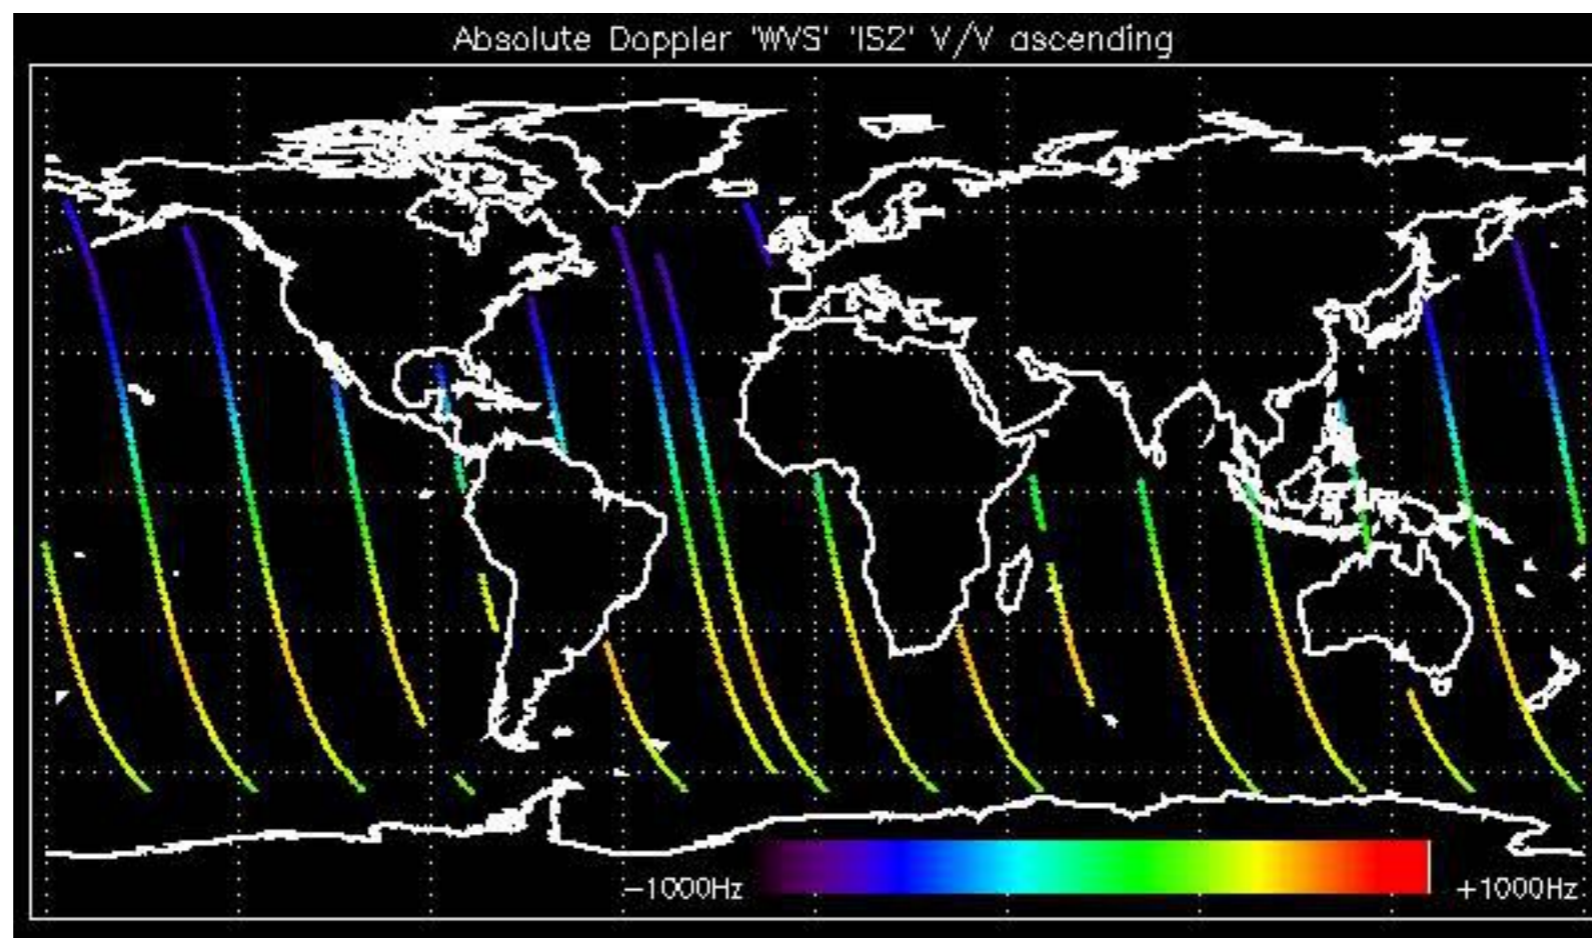 Absolute Doppler 'WVS' 'IS2' V/V ascending
-1000Hz +1000Hz